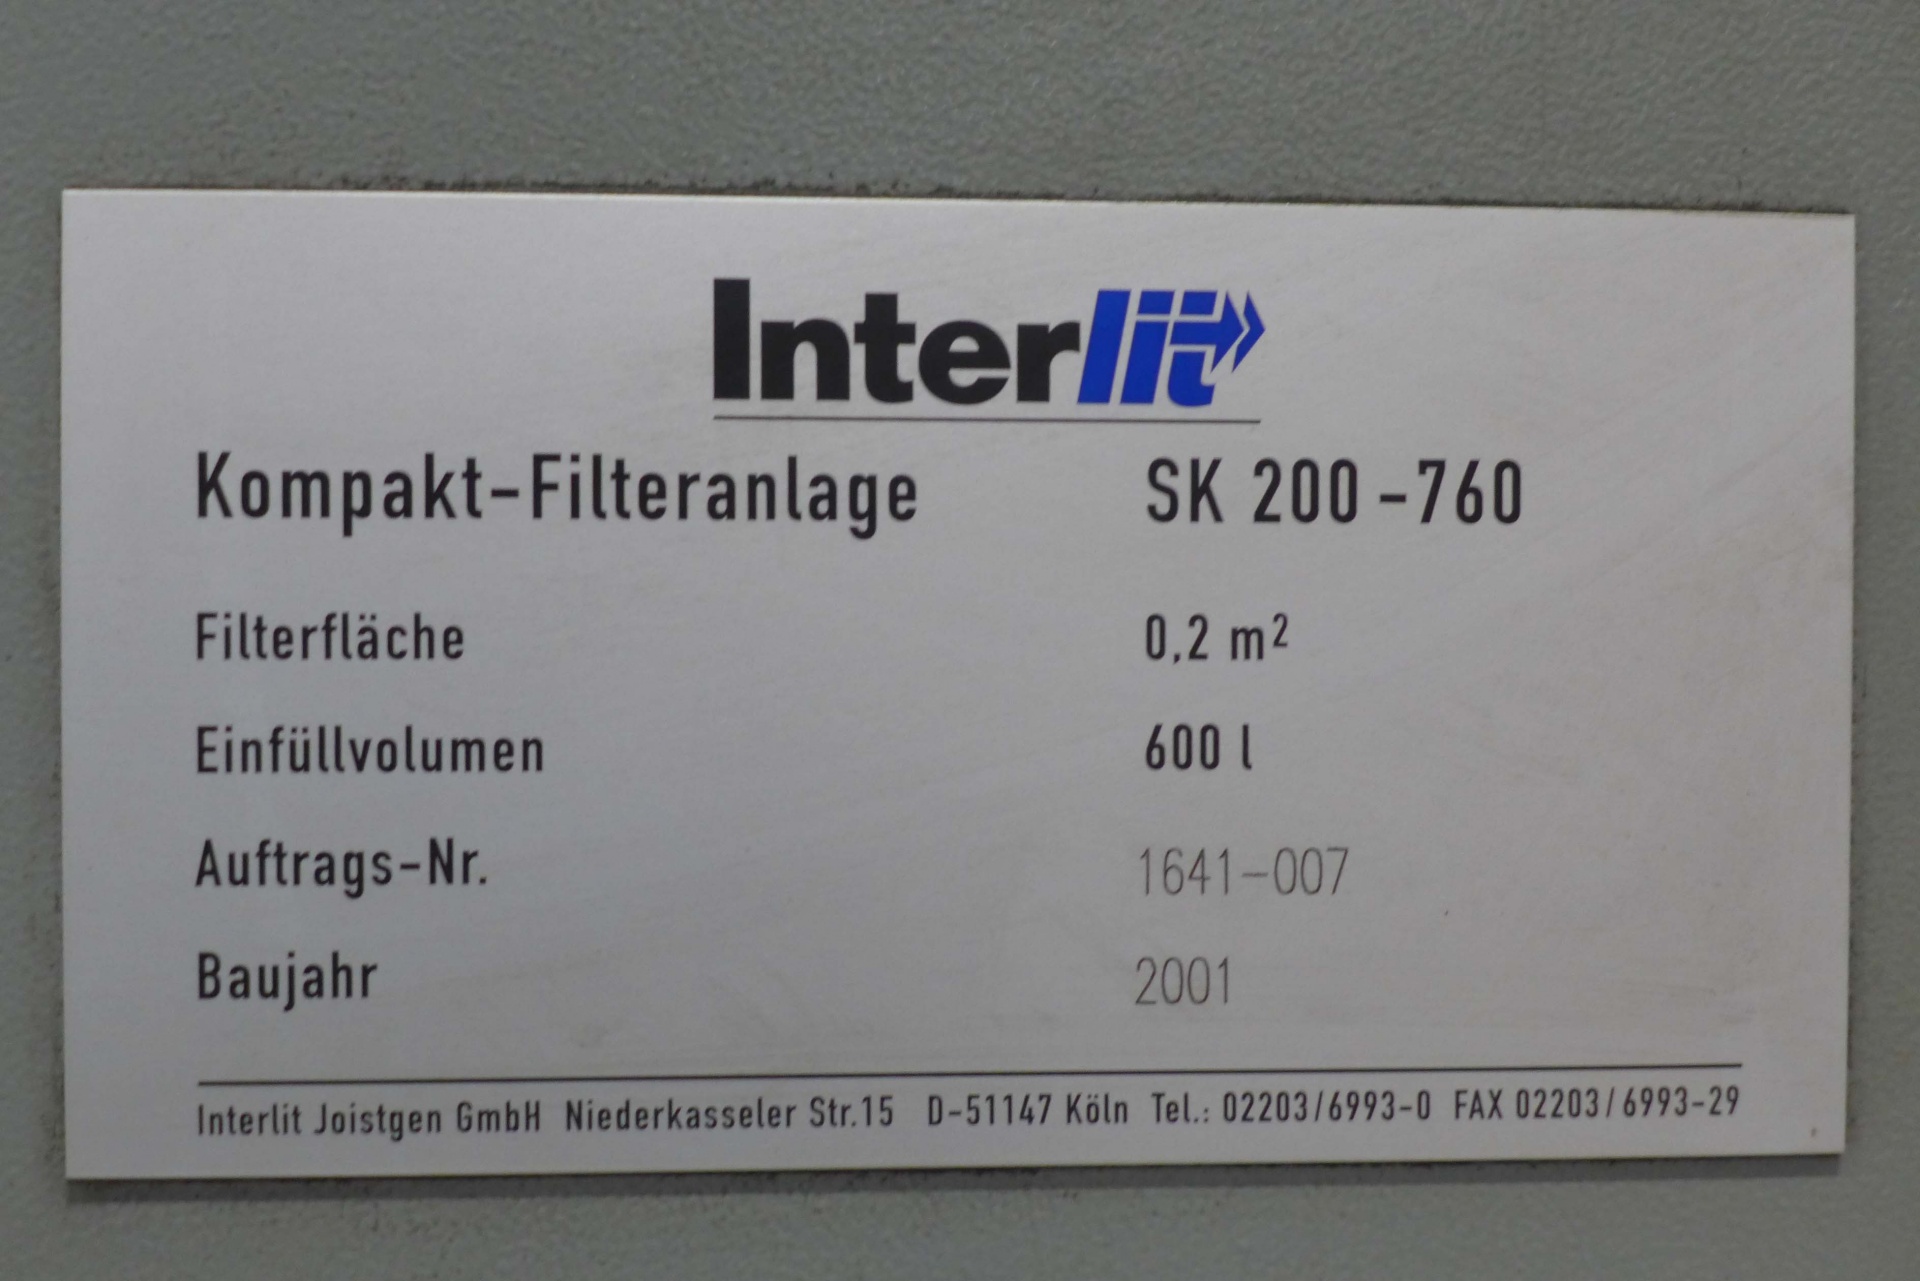 Interlit
Kompakt-Filteranlage SK 200-760
Filterfläche 0,2 m²
Einfüllvolumen 600 l
Auftrags-Nr. 1641-007
Baujahr 2001
Interlit Joistgen GmbH Niederkasseler Str.15 D-51147 Köln Tel.: 02203/6993-0 FAX 02203/6993-29